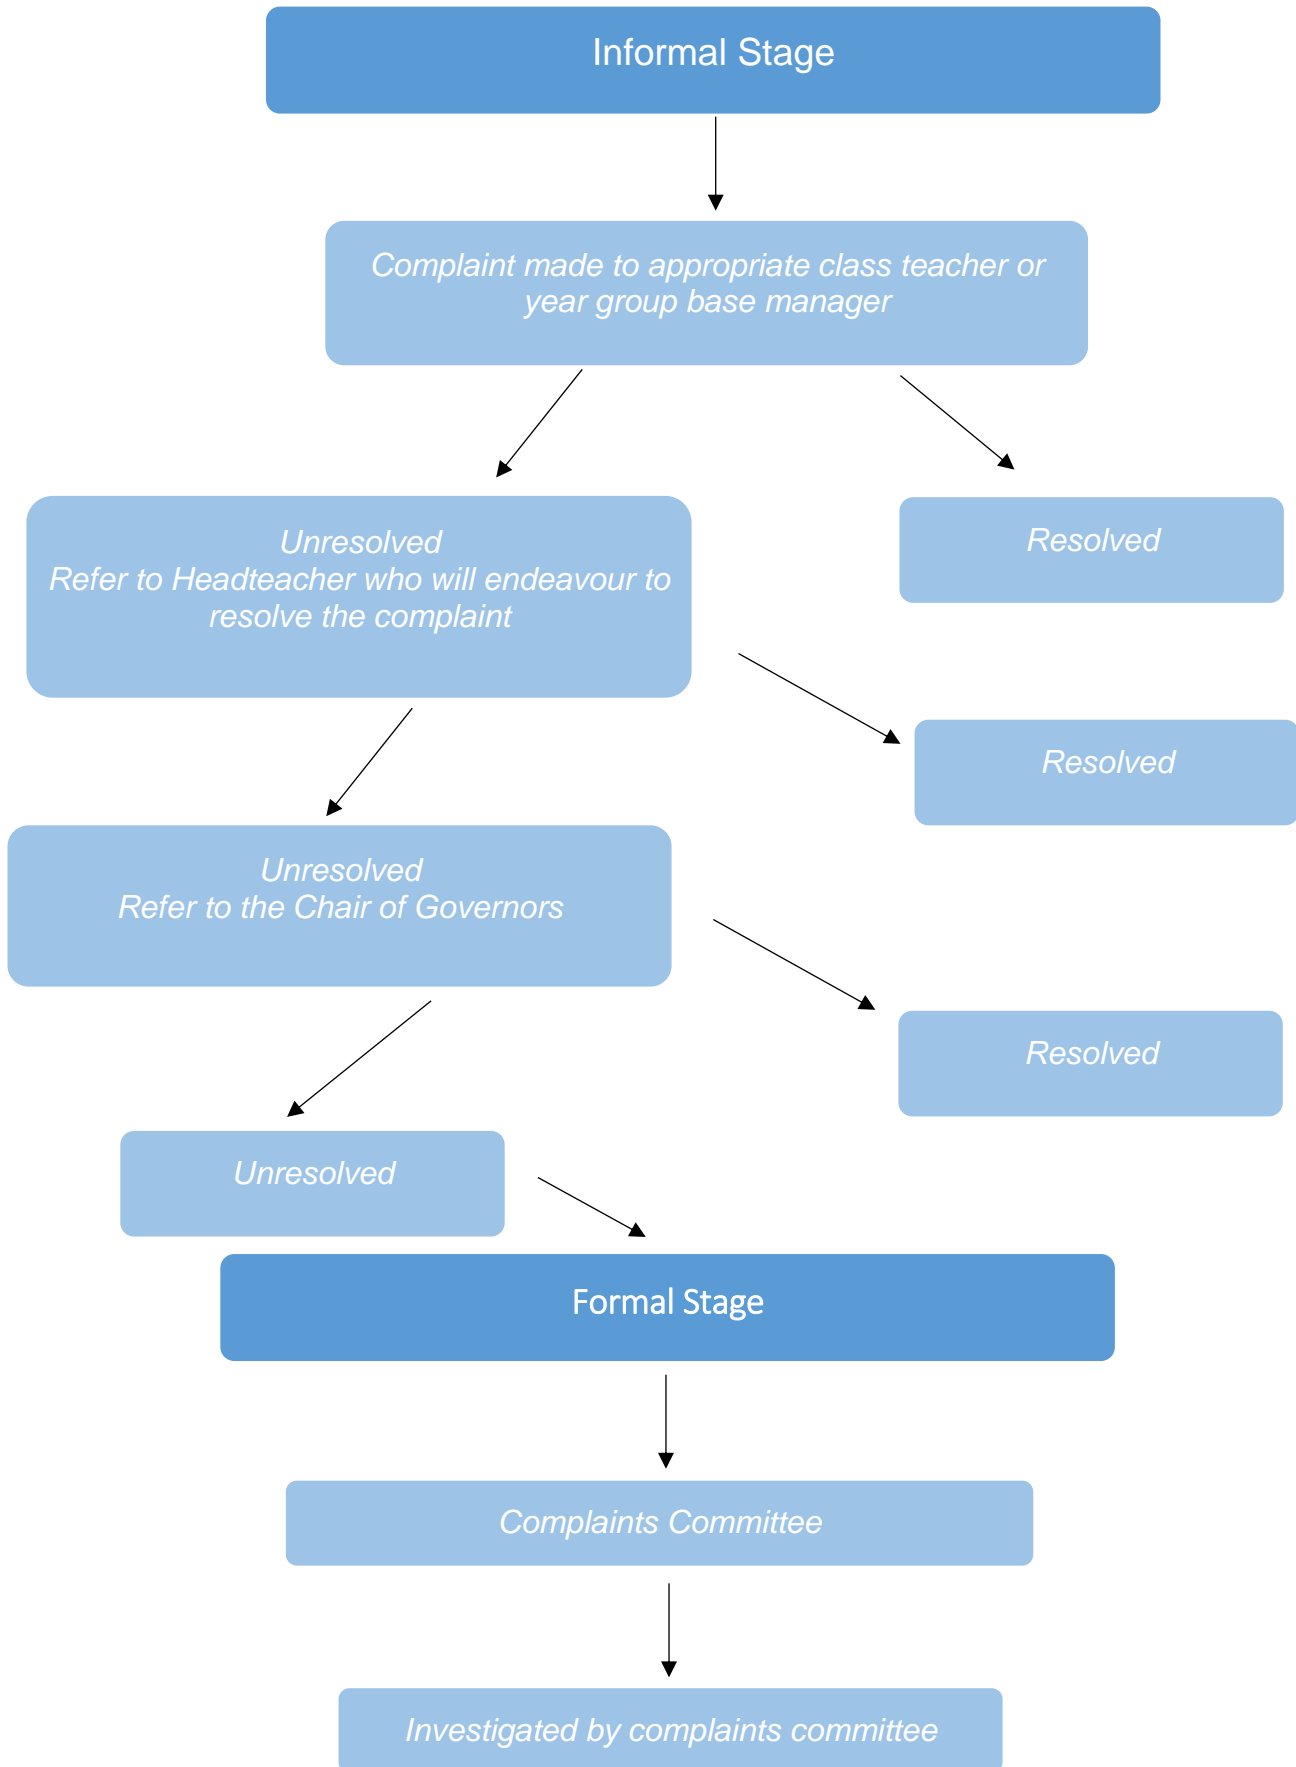 Informal Stage
Complaint made to appropriate class teacher or
year group base manager
Unresolved
Refer to Headteacher who will endeavour to
resolve the complaint
Resolved
Resolved
Unresolved
Refer to the Chair of Governors
Resolved
Unresolved
Formal Stage
Complaints Committee
Investigated by complaints committee